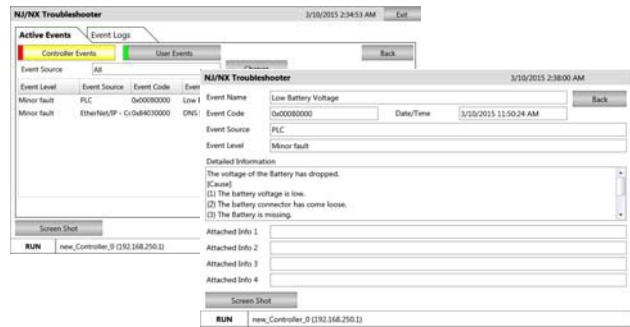 NJ/NX Troubleshooter 3/10/2015 2:34:53 AM Exit
Active Events Event Logs
Controller Events User Events Back
Event Source All
Event Level Event Source Event Code
Minor fault PLC 0x00080000 Low
Minor fault EtherNet/IP - Co 0x84030000 DNS
Screen Shot
RUN new_Controller_0 (192.168.250.1)
NJ/NX Troubleshooter 3/10/2015 2:38:00 AM
Event Name Low Battery Voltage Back
Event Code 0x00080000 Date/Time 3/10/2015 11:50:24 AM
Event Source PLC
Event Level Minor fault
Detailed Information
The voltage of the Battery has dropped.
[Cause]
(1) The battery voltage is low.
(2) The battery connector has come loose.
(3) The Battery is missing.
Attached Info 1
Attached Info 2
Attached Info 3
Attached Info 4
Screen Shot
RUN new_Controller_0 (192.168.250.1)